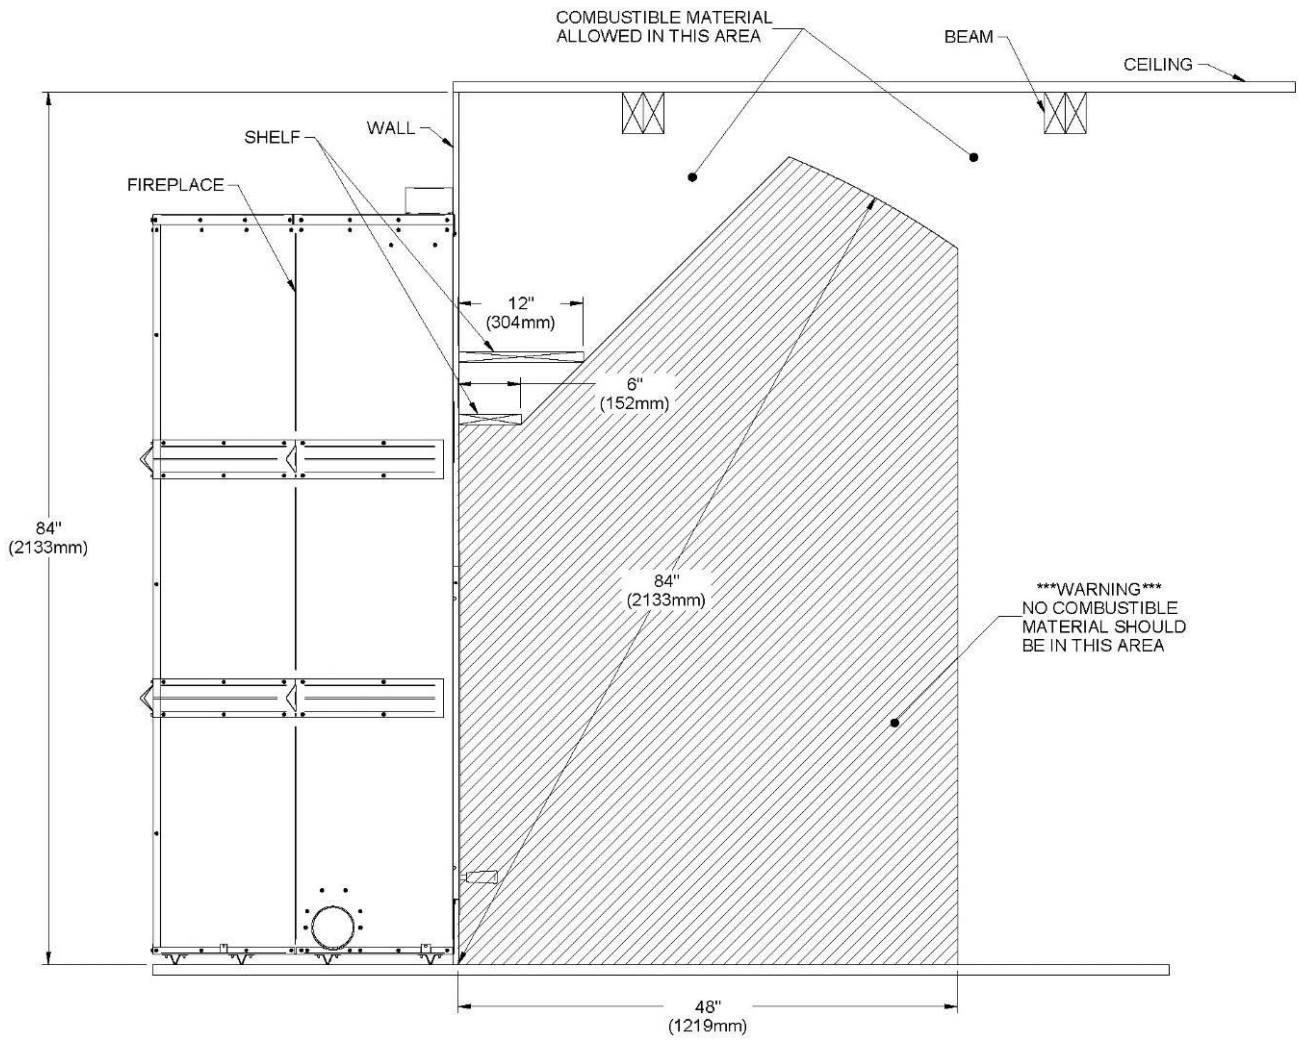 COMBUSTIBLE MATERIAL
ALLOWED IN THIS AREA
BEAM
CEILING
WALL
SHELF
FIREPLACE
12"
(304mm)
6"
(152mm)
84"
(2133mm)
84"
(2133mm)
***WARNING***
NO COMBUSTIBLE
MATERIAL SHOULD
BE IN THIS AREA
48"
(1219mm)